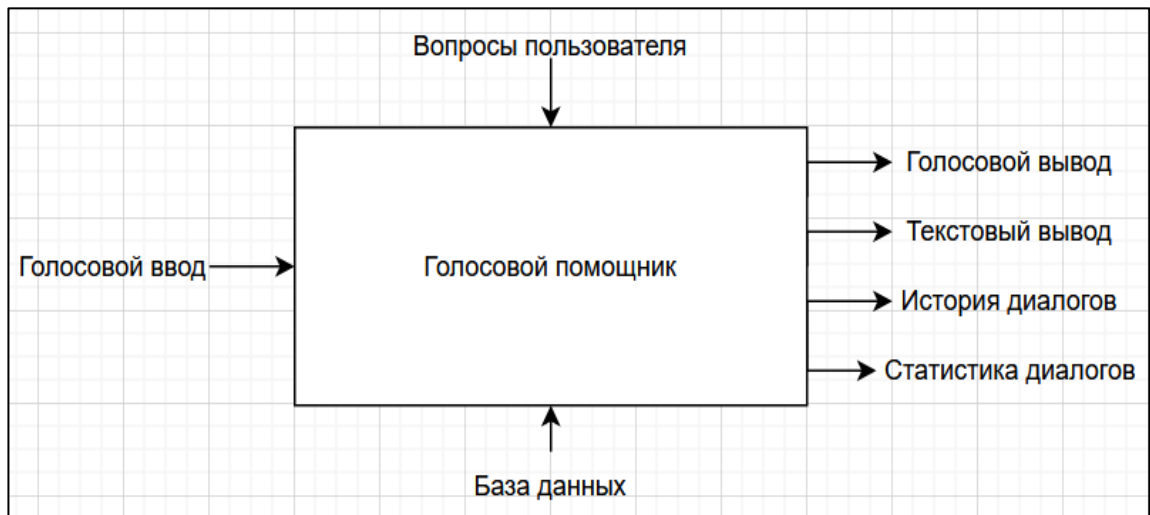 Вопросы пользователя
Голосовой вывод
Текстовый вывод
Голосовой ввод
Голосовой помощник
История диалогов
Статистика диалогов
База данных